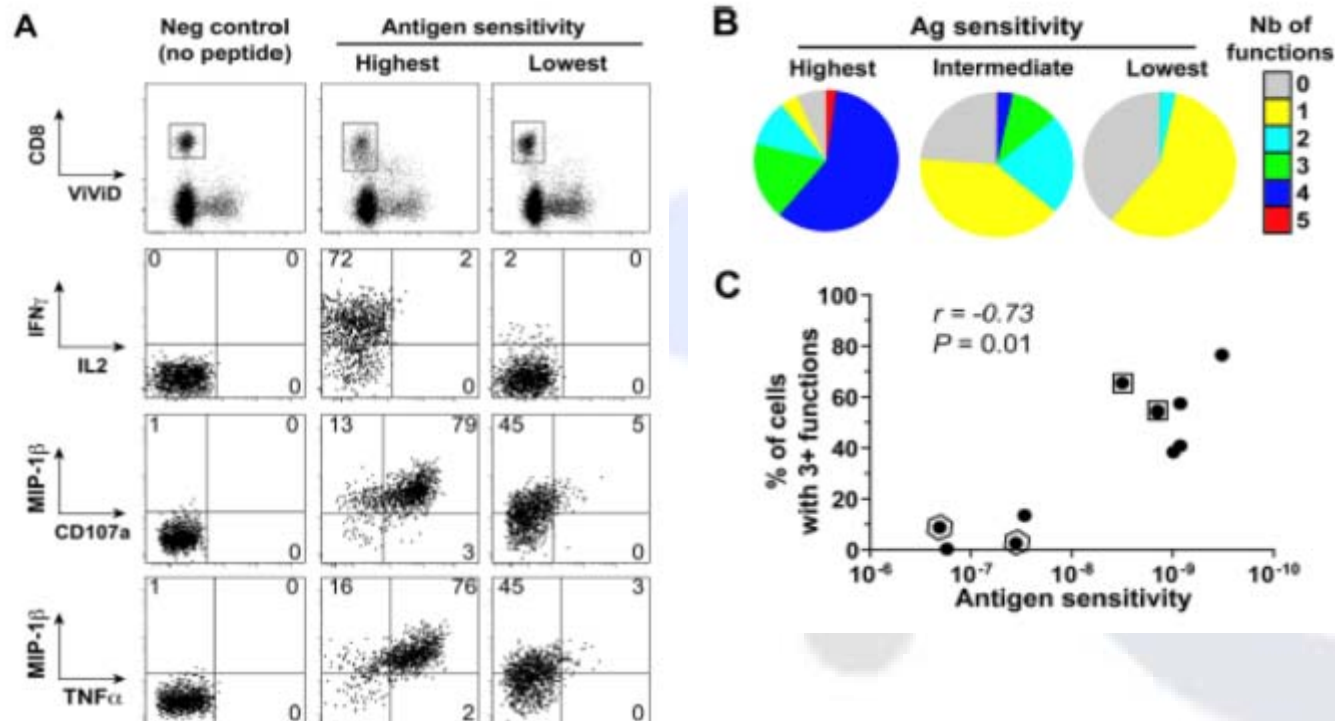 A
Neg control
(no peptide)
Antigen sensitivity
Highest
Lowest
CD8
ViViD
IFNγ
IL2
0
0
0
72
2
0
2
0
0
MIP-1β
CD107a
1
0
0
13
79
3
45
5
0
MIP-1β
TNFα
1
0
0
16
76
2
45
3
0
B
Ag sensitivity
Highest
Intermediate
Lowest
Nb of
functions
0
1
2
3
4
5
C
% of cells
with 3+ functions
100
80
60
40
20
0
r = -0.73
P = 0.01
10-6
10-7
10-8
10-9
10-10
Antigen sensitivity